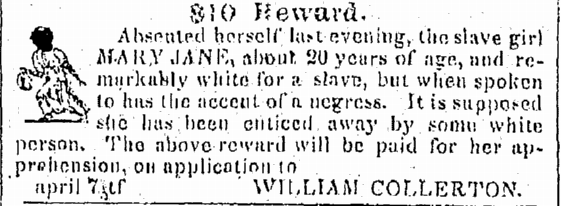 $10 Reward.
Absented herself last evening, the slave girl
MARY JANE, about 20 years of age, and re-
markably white for a slave, but when spoken
to has the accent of a negress. It is supposed
she has been enticed away by some white
person. The above reward will be paid for her ap-
prehension, on application to
april 7-tf WILLIAM COLLERTON.